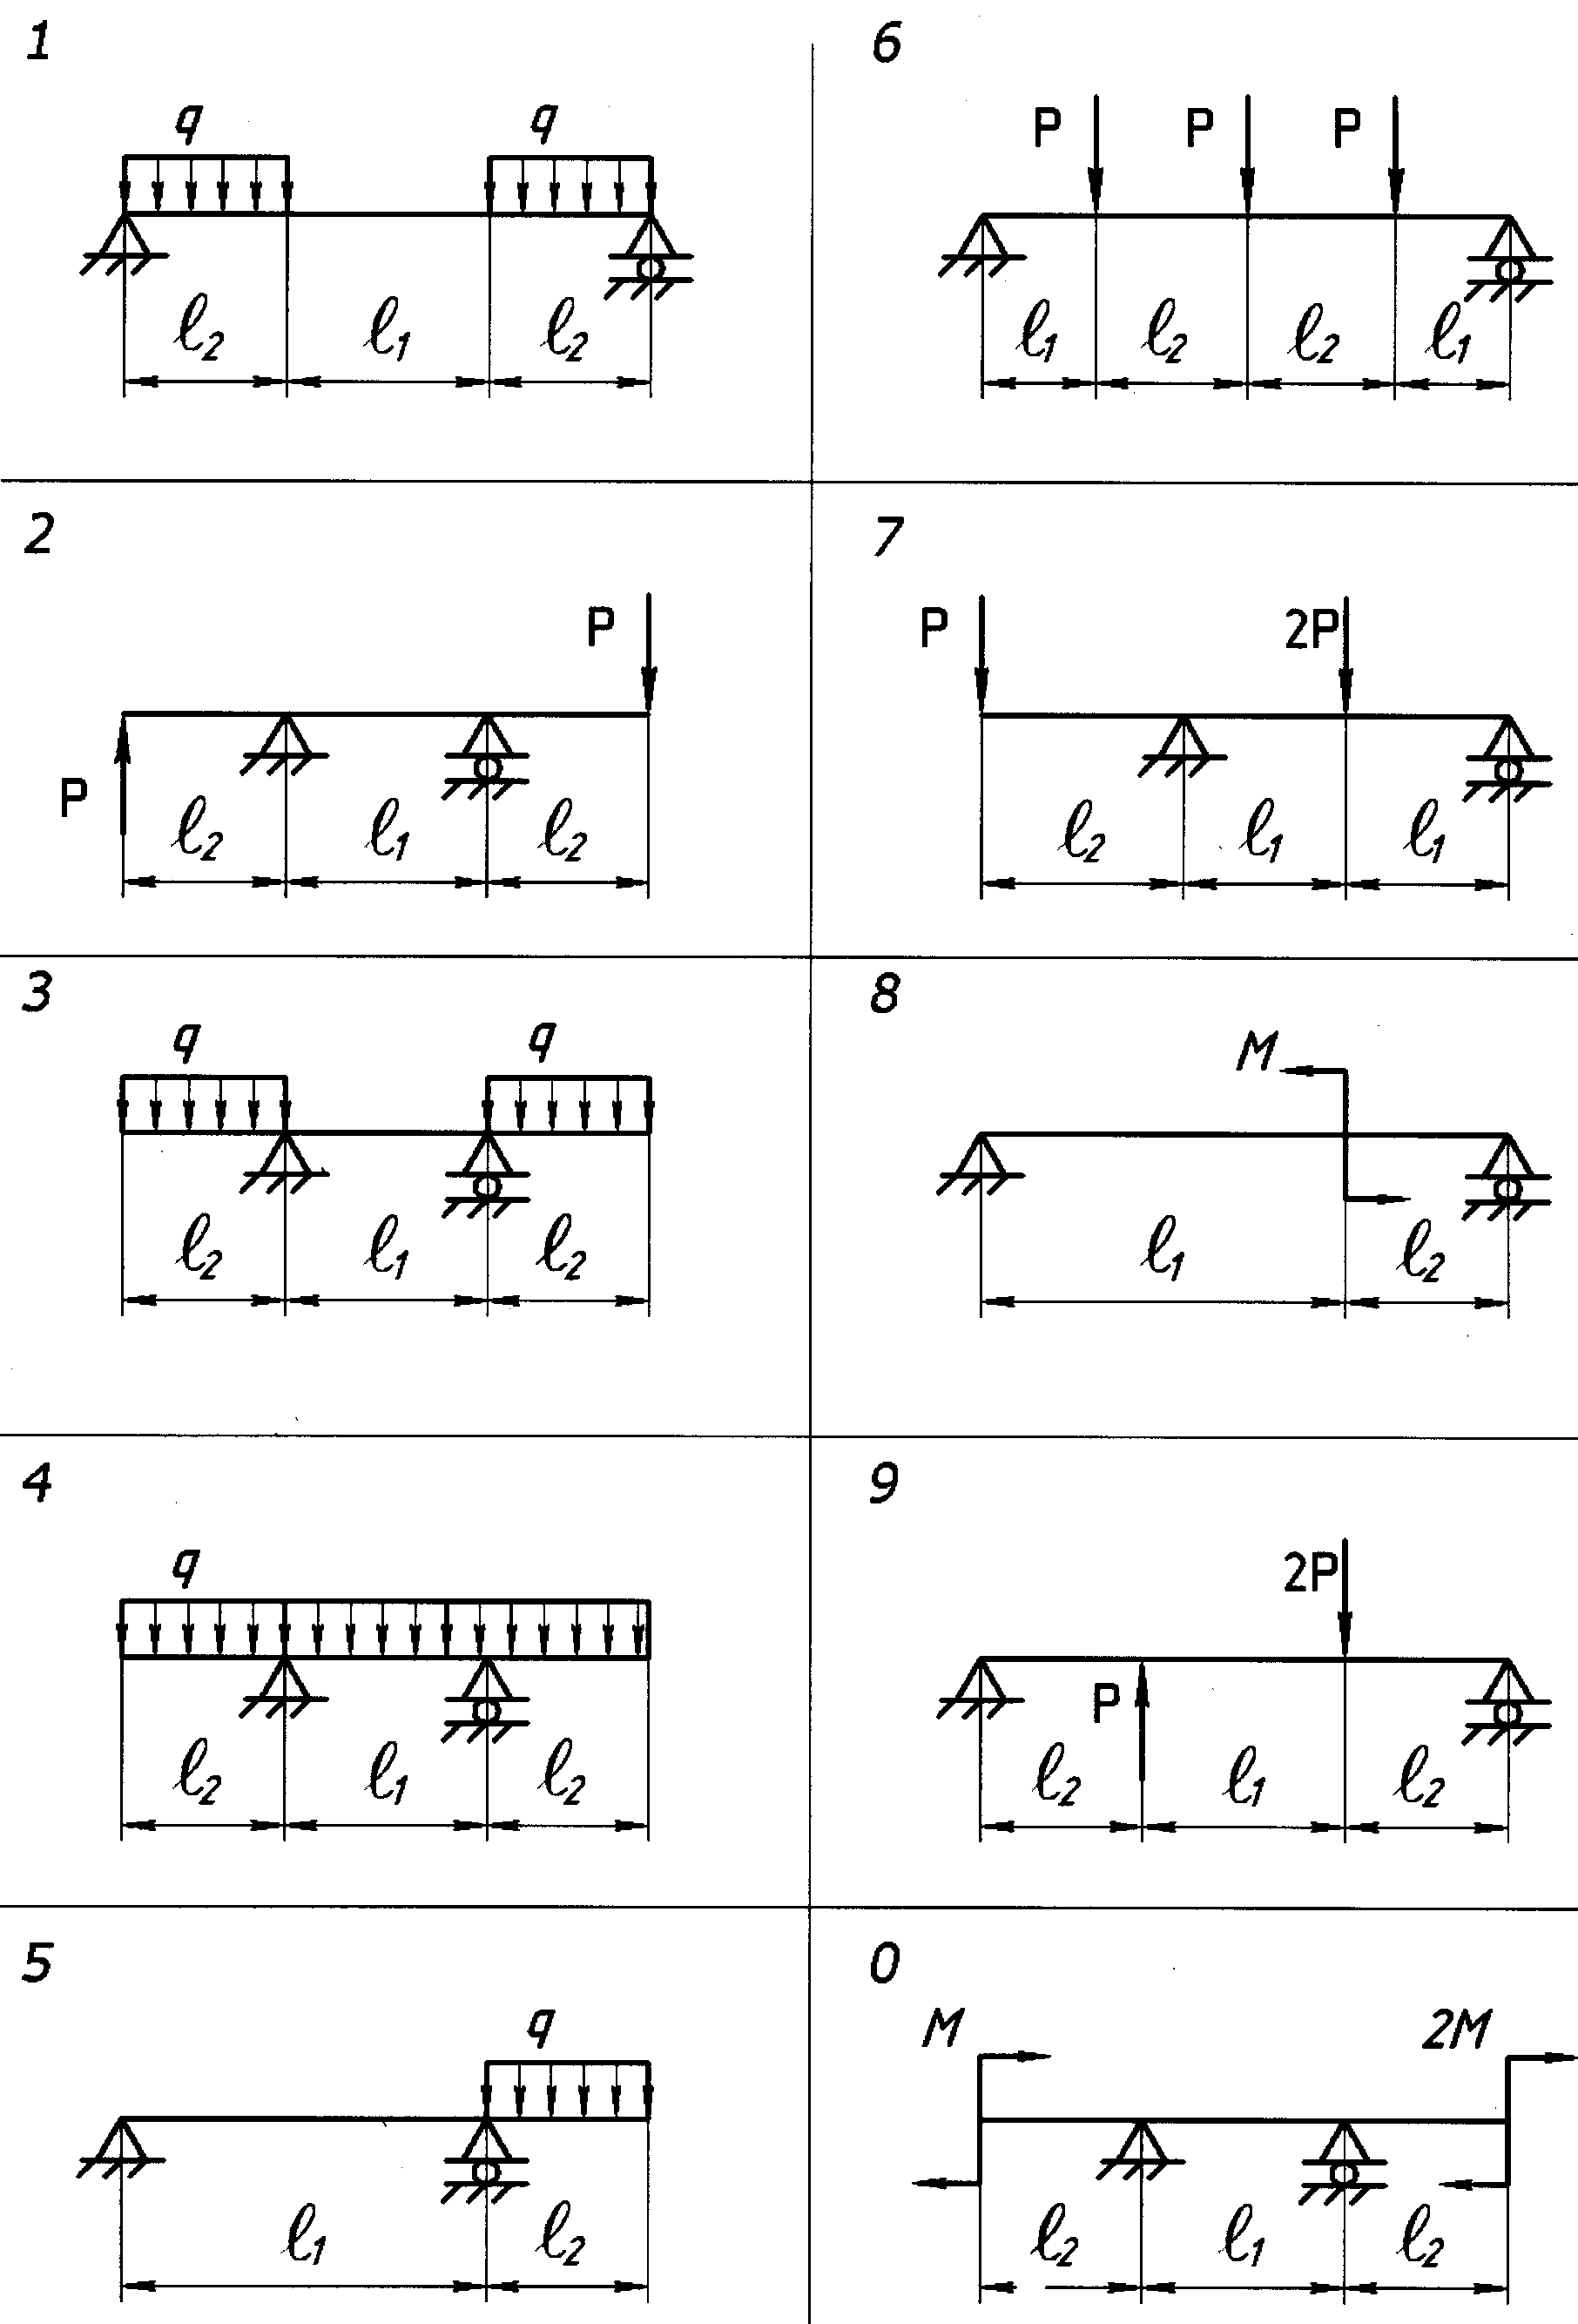 1
q q
ℓ2 ℓ1 ℓ2
6
P P P
ℓ1 ℓ2 ℓ2 ℓ1
2
P
P
ℓ2 ℓ1 ℓ2
7
P 2P
ℓ2 ℓ1 ℓ1
3
q q
ℓ2 ℓ1 ℓ2
8
M
ℓ1 ℓ2
4
q
ℓ2 ℓ1 ℓ2
9
2P
P
ℓ2 ℓ1 ℓ2
5
q
ℓ1 ℓ2
0
M 2M
ℓ2 ℓ1 ℓ2